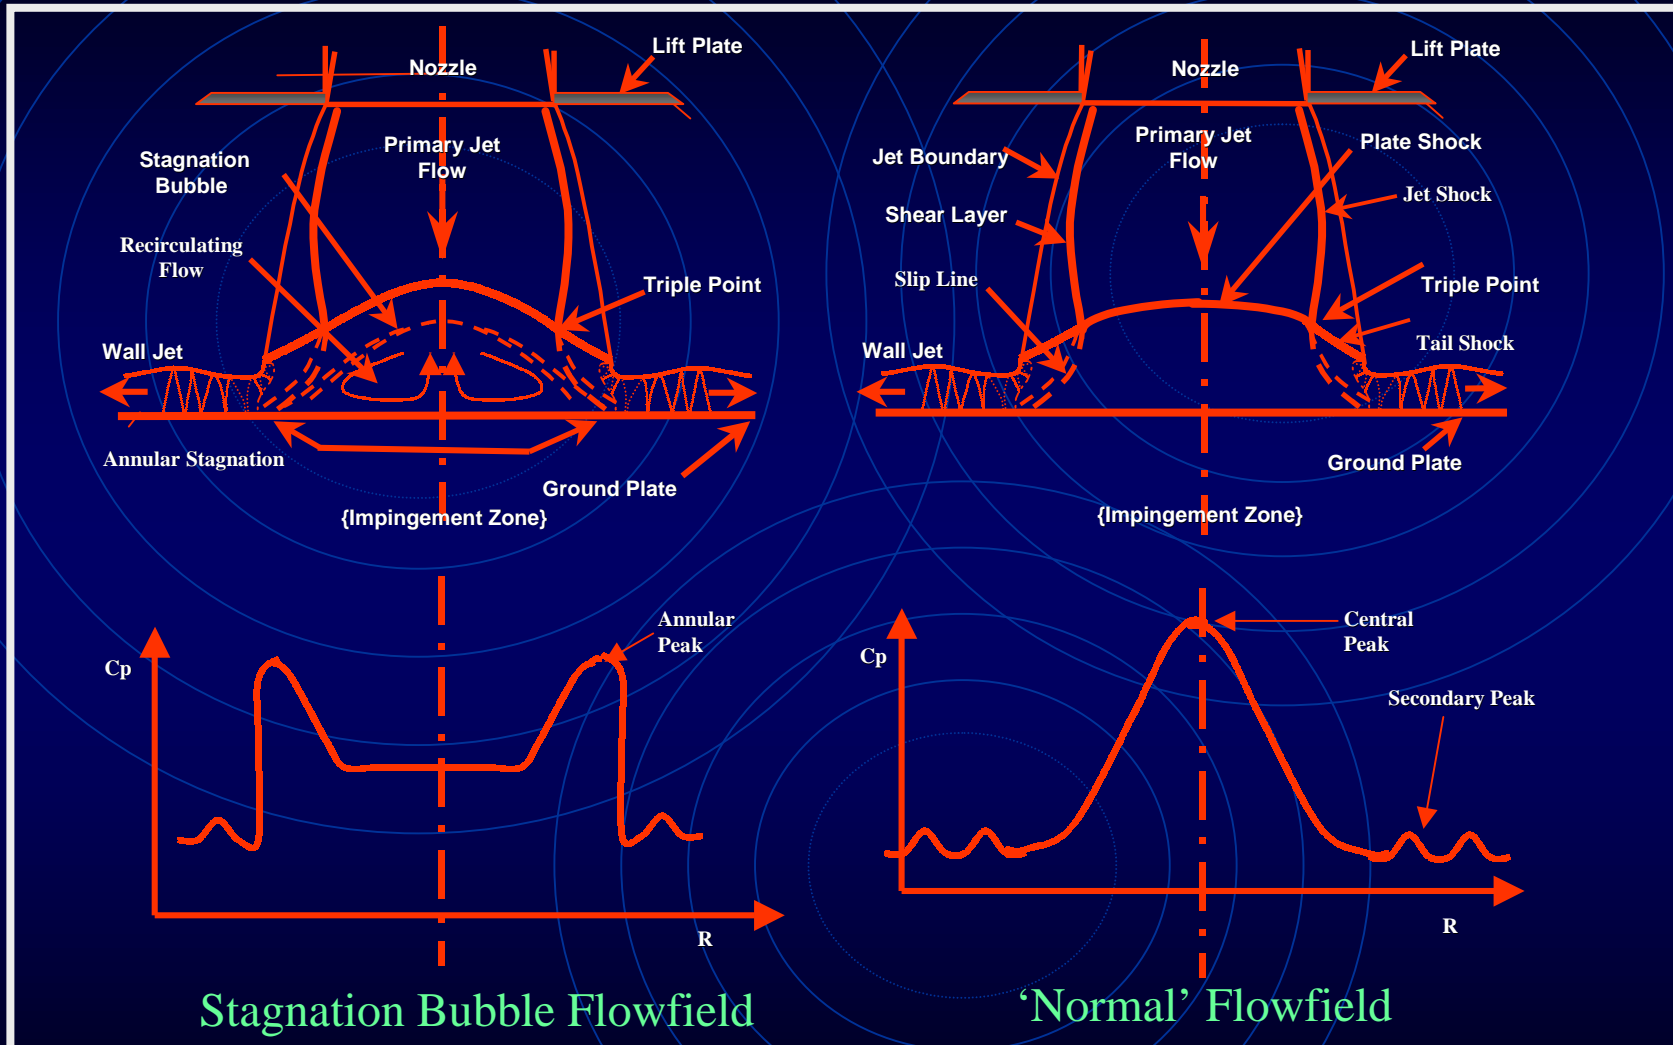 Lift Plate
Nozzle
Stagnation
Bubble
Primary Jet
Flow
Recirculating
Flow
Triple Point
Wall Jet
Annular Stagnation
Ground Plate
{Impingement Zone}
Lift Plate
Nozzle
Primary Jet
Flow
Plate Shock
Jet Boundary
Jet Shock
Shear Layer
Slip Line
Triple Point
Tail Shock
Wall Jet
Ground Plate
{Impingement Zone}
Annular
Peak
Cp
R
Stagnation Bubble Flowfield
Central
Peak
Cp
Secondary Peak
R
‘Normal’ Flowfield